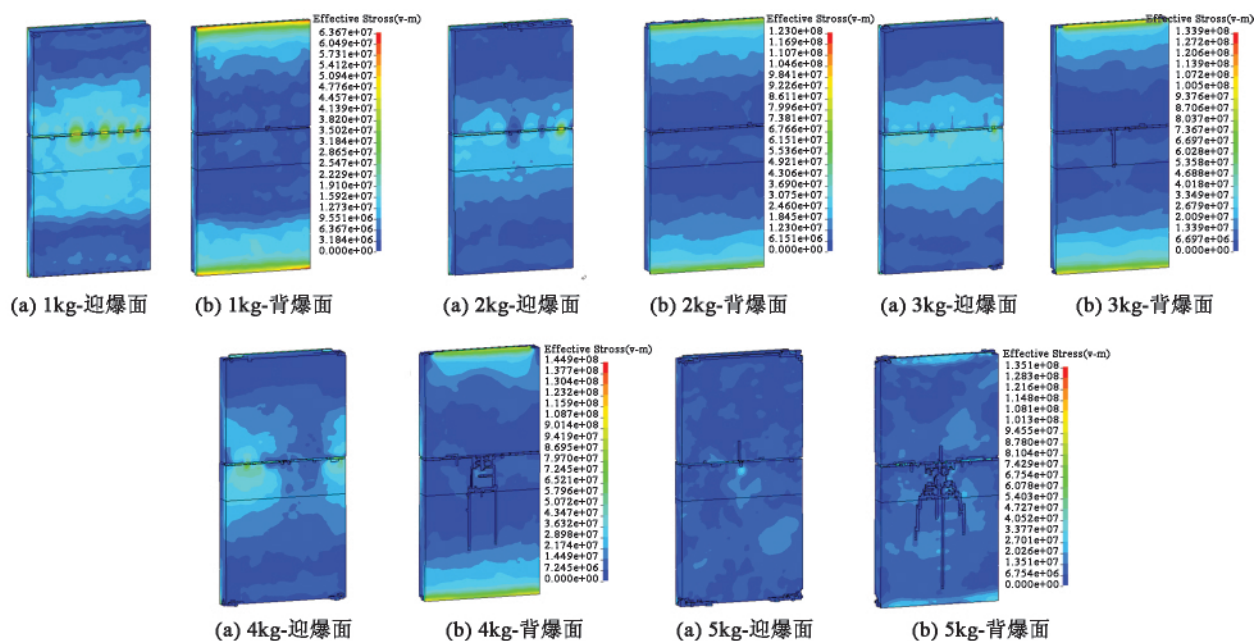 Effective Stross(v-m)
6.367e+07
6.049e+07
5.731e+07
5.412e+07
5.094e+07
4.776e+07
4.457e+07
4.139e+07
3.820e+07
3.502e+07
3.184e+07
2.865e+07
2.547e+07
2.229e+07
1.910e+07
1.592e+07
1.273e+07
9.551e+06
6.367e+06
3.184e+06
0.000e+00
(a) 1kg-迎爆面
(b) 1kg-背爆面
Effective Stross(v-m)
1.230e+08
1.169e+08
1.107e+08
1.046e+08
9.841e+07
9.226e+07
8.611e+07
7.996e+07
7.381e+07
6.766e+07
6.151e+07
5.536e+07
4.921e+07
4.306e+07
3.690e+07
3.075e+07
2.460e+07
1.845e+07
1.230e+07
6.151e+06
0.000e+00
(a) 2kg-迎爆面
(b) 2kg-背爆面
Effective Stross(v-m)
1.339e+08
1.272e+08
1.206e+08
1.139e+08
1.072e+08
1.005e+08
9.376e+07
8.706e+07
8.037e+07
7.367e+07
6.697e+07
6.028e+07
5.358e+07
4.688e+07
4.018e+07
3.349e+07
2.679e+07
2.009e+07
1.339e+07
6.697e+06
0.000e+00
(a) 3kg-迎爆面
(b) 3kg-背爆面
Effective Stross(v-m)
1.449e+08
1.377e+08
1.304e+08
1.232e+08
1.159e+08
1.087e+08
9.014e+08
9.419e+07
8.695e+07
7.970e+07
7.245e+07
6.521e+07
5.796e+07
5.072e+07
4.347e+07
3.632e+07
2.898e+07
2.174e+07
1.449e+07
7.245e+06
0.000e+00
(a) 4kg-迎爆面
(b) 4kg-背爆面
Effective Stress(v-m)
1.351e+08
1.283e+08
1.216e+08
1.148e+08
1.081e+08
1.013e+08
9.455e+07
8.780e+07
8.104e+07
7.429e+07
6.754e+07
6.078e+07
5.403e+07
4.727e+07
4.052e+07
3.377e+07
2.701e+07
2.026e+07
1.351e+07
6.754e+06
0.000e+00
(a) 5kg-迎爆面
(b) 5kg-背爆面